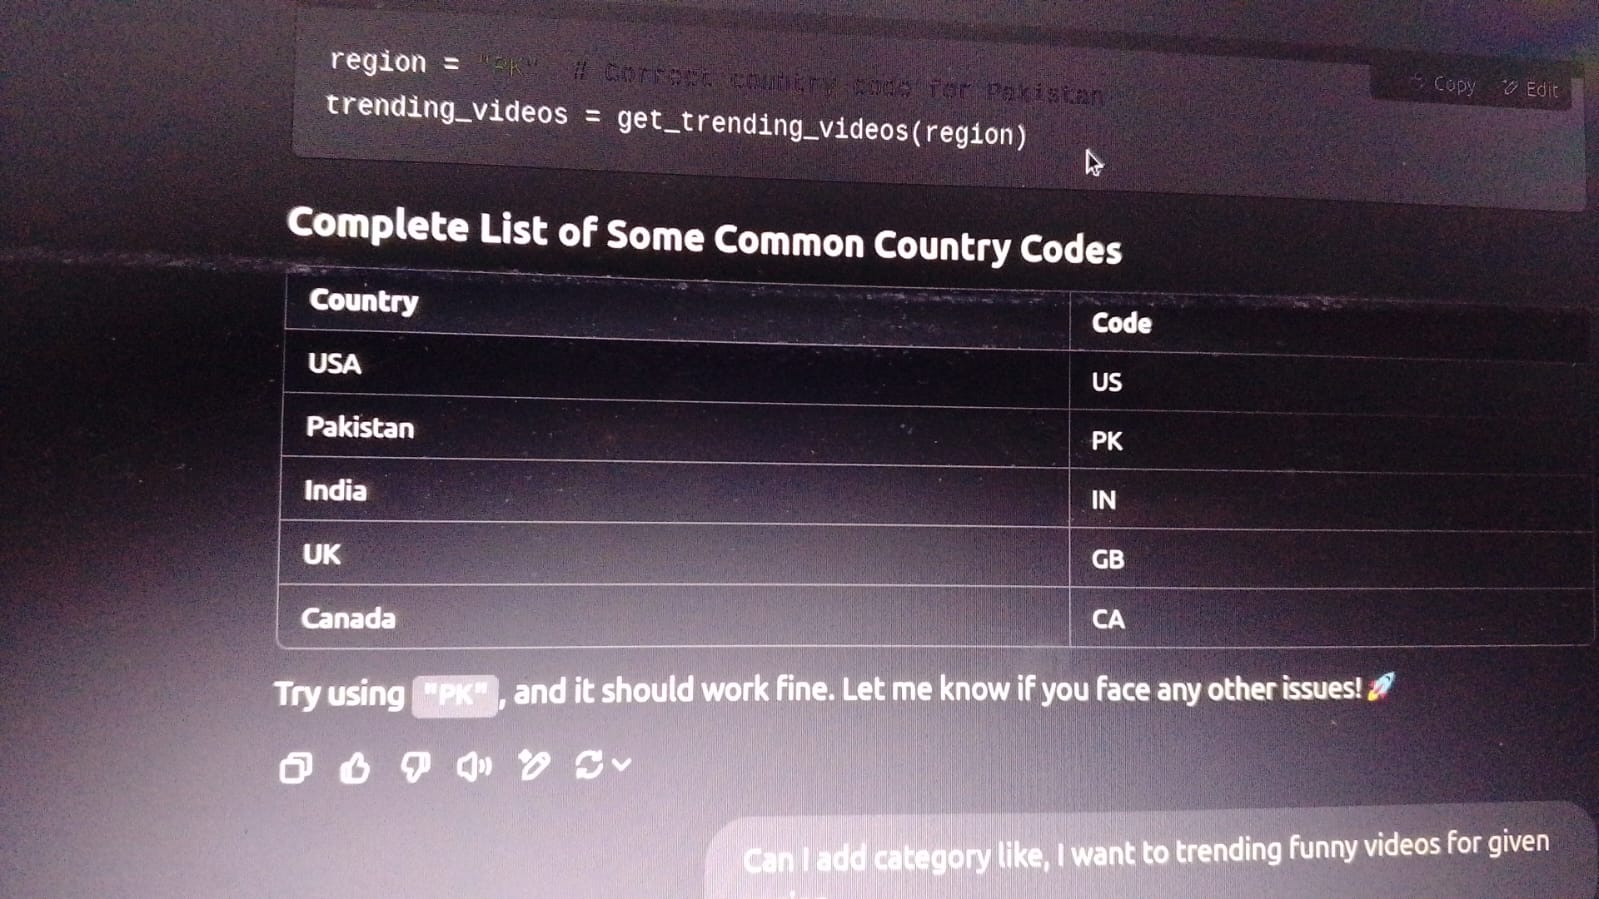 region = "PK"  # Correct country code for Pakistan
Copy Edit
trending_videos = get_trending_videos(region)
Complete List of Some Common Country Codes
Country Code
USA US
Pakistan PK
India IN
UK GB
Canada CA
Try using "PK", and it should work fine. Let me know if you face any other issues! 🚀
Can I add category like, I want to trending funny videos for given